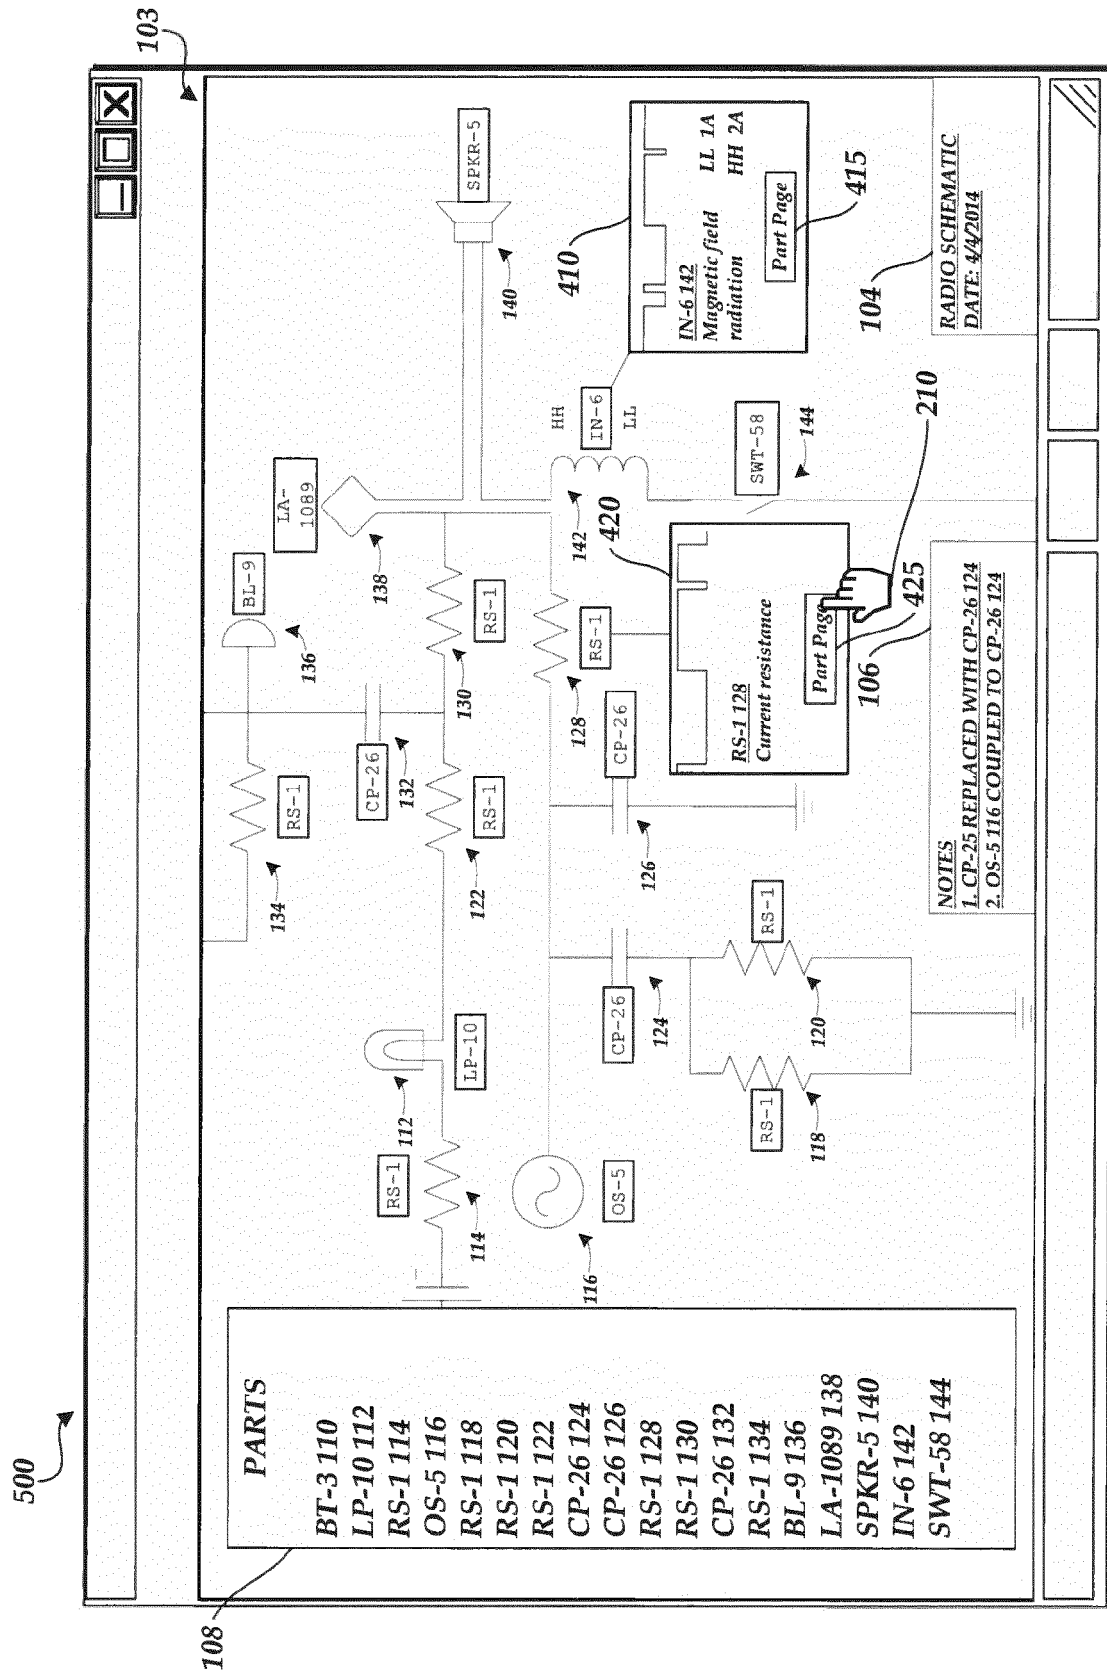 500
103
108
PARTS
BT-3 110
LP-10 112
RS-1 114
OS-5 116
RS-1 118
RS-1 120
RS-1 122
CP-26 124
CP-26 126
RS-1 128
RS-1 130
CP-26 132
RS-1 134
BL-9 136
LA-1089 138
SPKR-5 140
IN-6 142
SWT-58 144
RS-1
134
BL-9
136
LA-
1089
138
CP-26
132
RS-1
114
112
LP-10
RS-1
122
RS-1
130
SPKR-5
140
OS-5
116
CP-26
124
CP-26
126
RS-1
128
HH
IN-6
LL
142
SWT-58
144
RS-1
118
RS-1
120
410
IN-6 142
Magnetic field
radiation
LL 1A
HH 2A
Part Page
415
420
RS-1 128
Current resistance
Part Page
425
210
106
NOTES
1. CP-25 REPLACED WITH CP-26 124
2. OS-5 116 COUPLED TO CP-26 124
104
RADIO SCHEMATIC
DATE: 4/4/2014